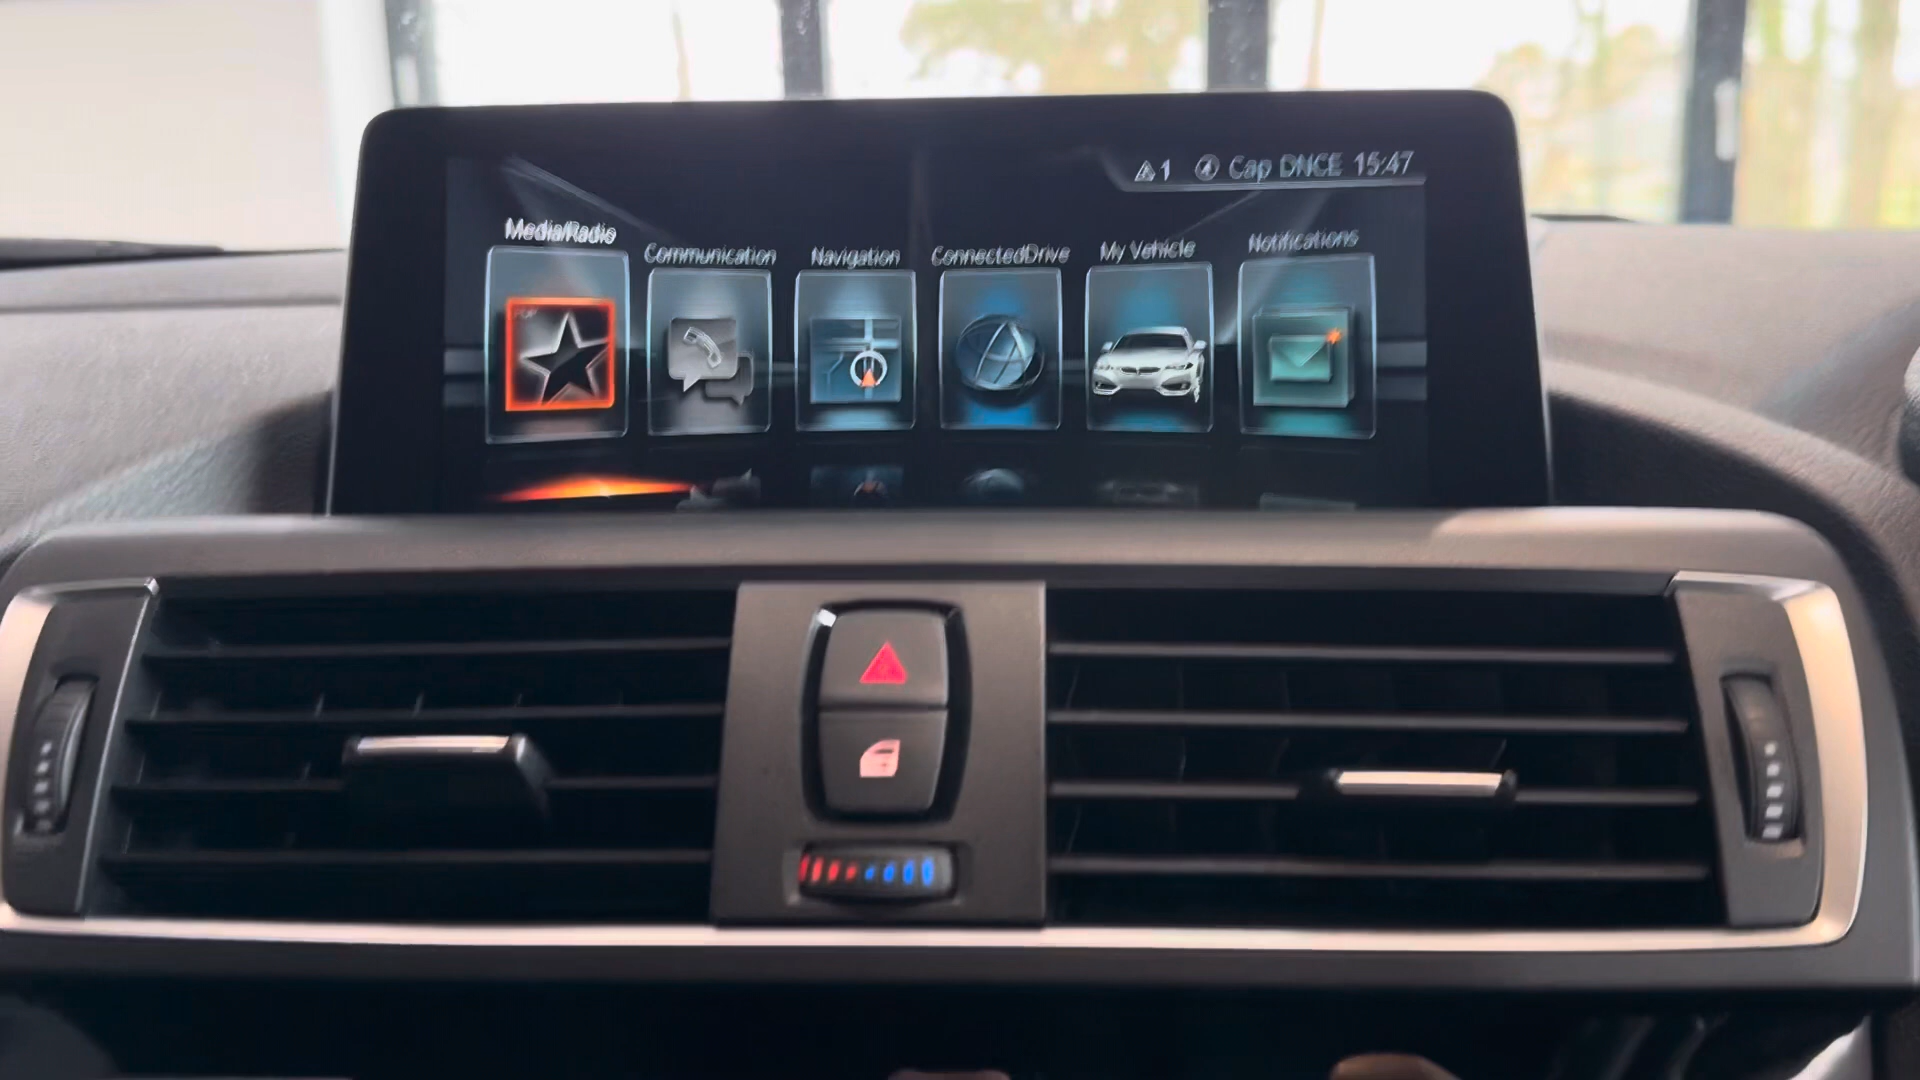 1 Cap DNCE 15:47
Media/Radio
Communication
Navigation
ConnectedDrive
My Vehicle
Notifications